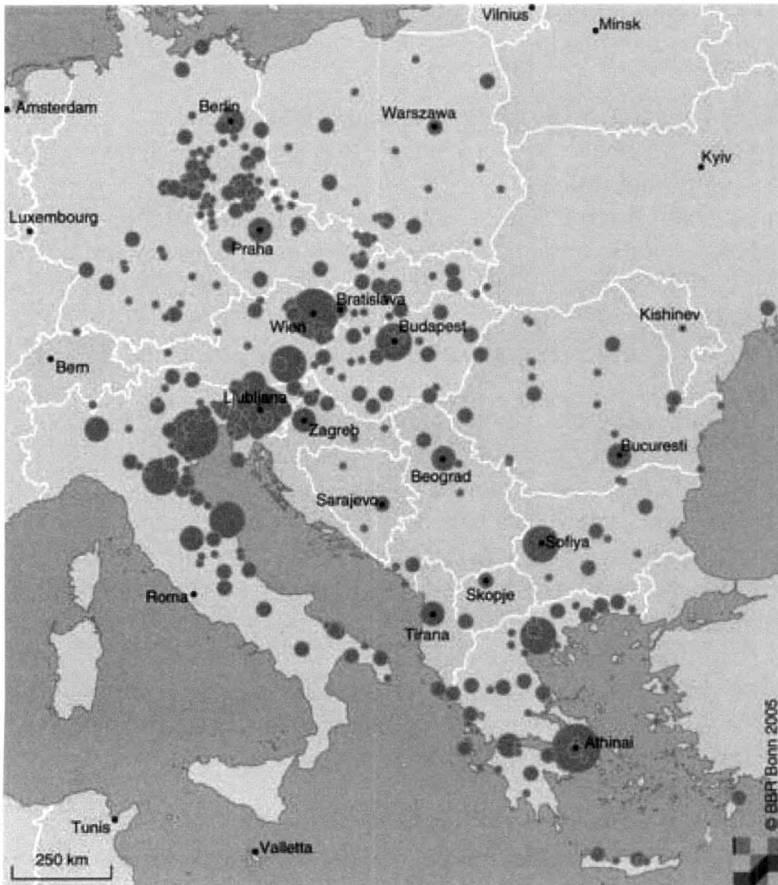 Vilnius
Minsk
Amsterdam
Berlin
Warszawa
Kyiv
Luxembourg
Praha
Bratislava
Wien
Budapest
Kishinev
Bern
Ljubljana
Zagreb
Beograd
Bucuresti
Sarajevo
Sofiya
Skopje
Roma
Tirana
Athinai
© BBR Bonn 2005
Tunis
Valletta
250 km